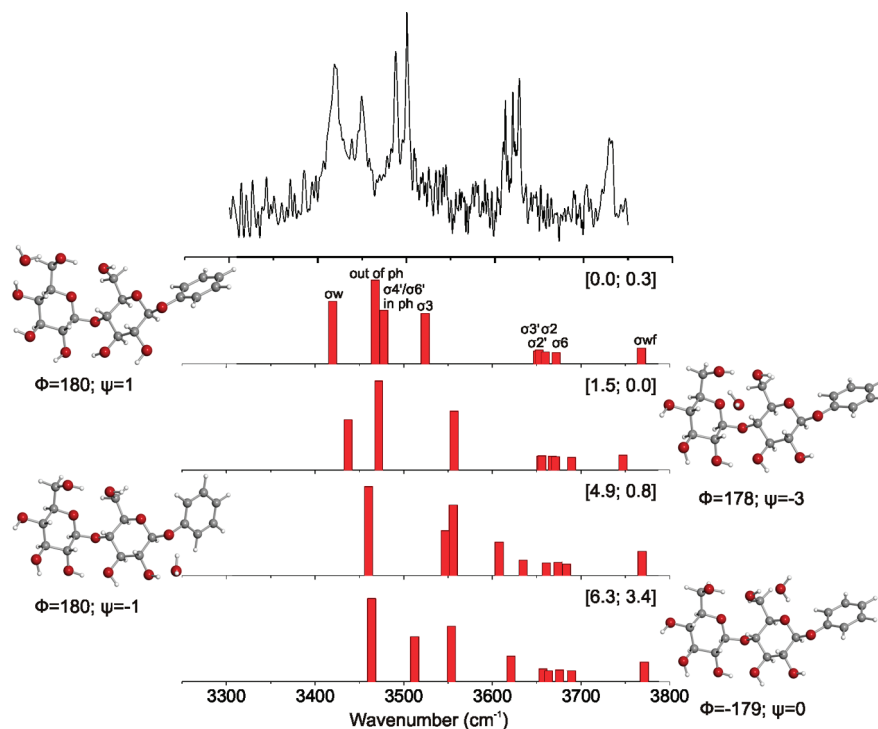 out of ph
[0.0; 0.3]
σw
σ4'/σ6'
in ph
σ3
σ3' σ2
σ2' σ6
σwf
Φ=180; ψ=1
[1.5; 0.0]
Φ=178; ψ=-3
[4.9; 0.8]
Φ=180; ψ=-1
[6.3; 3.4]
Φ=-179; ψ=0
3300 3400 3500 3600 3700 3800
Wavenumber (cm⁻¹)